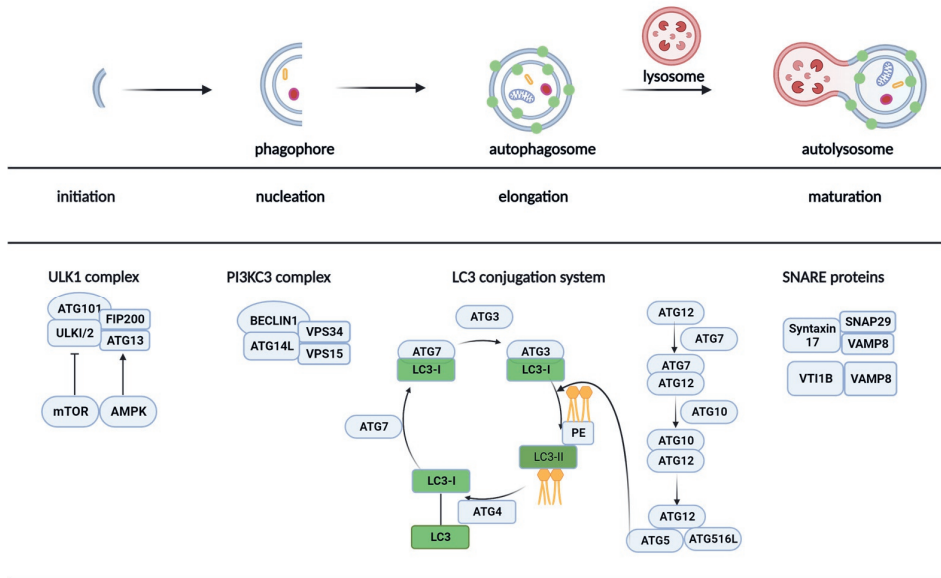 lysosome
phagophore
autophagosome
autolysosome
initiation
nucleation
elongation
maturation
ULK1 complex
PI3KC3 complex
LC3 conjugation system
SNARE proteins
ATG101
FIP200
ULKI/2
ATG13
mTOR
AMPK
BECLIN1
VPS34
ATG14L
VPS15
ATG3
ATG7
LC3-I
ATG3
LC3-I
PE
ATG7
LC3-II
LC3-I
ATG4
LC3
ATG12
ATG7
ATG7
ATG12
ATG10
ATG10
ATG12
ATG12
ATG5
ATG516L
Syntaxin
17
SNAP29
VAMP8
VTI1B
VAMP8